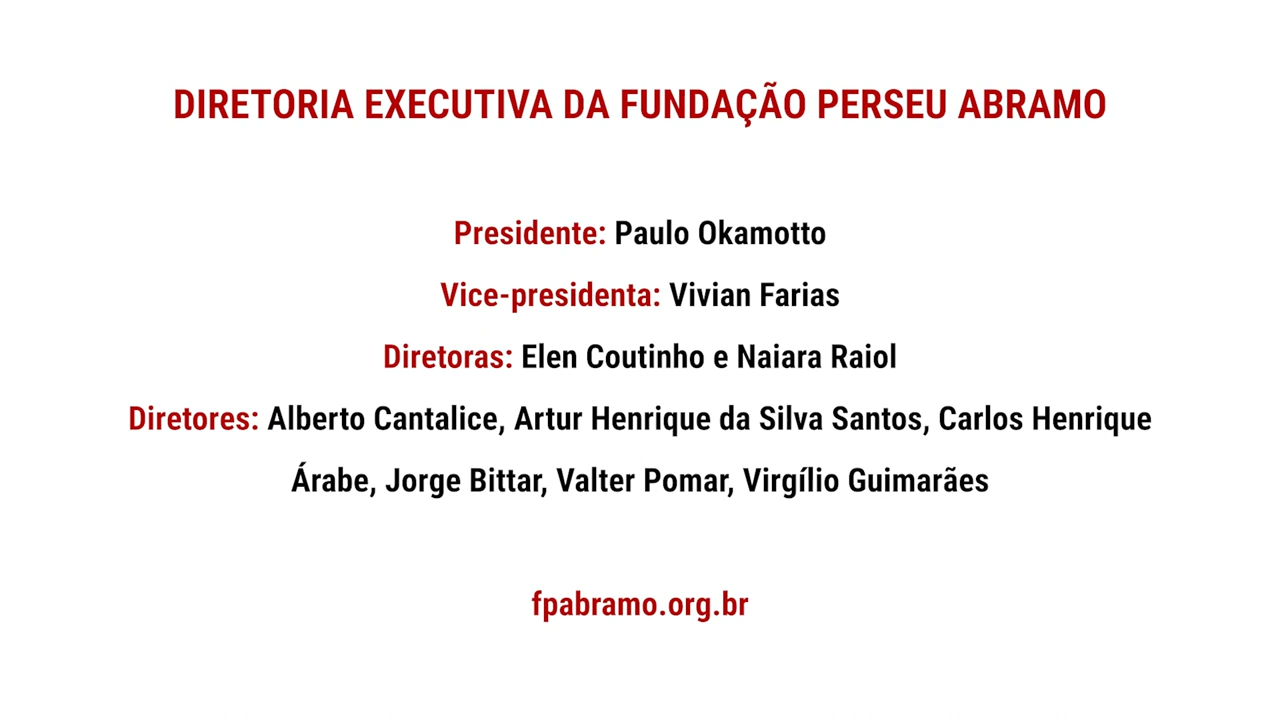 DIRETORIA EXECUTIVA DA FUNDAÇÃO PERSEU ABRAMO
Presidente: Paulo Okamotto
Vice-presidenta: Vivian Farias
Diretoras: Elen Coutinho e Naiara Raiol
Diretores: Alberto Cantalice, Artur Henrique da Silva Santos, Carlos Henrique
Árabe, Jorge Bittar, Valter Pomar, Virgílio Guimarães
fpabramo.org.br